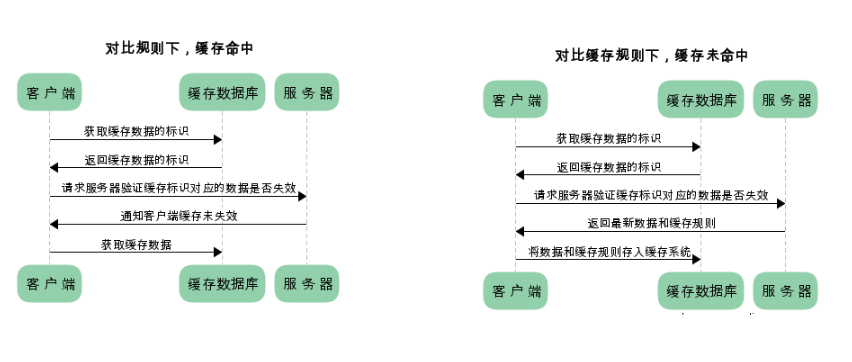 对比规则下，缓存命中
客户端
缓存数据库
服务器
获取缓存数据的标识
返回缓存数据的标识
请求服务器验证缓存标识对应的数据是否失效
通知客户端缓存未失效
获取缓存数据
客户端
缓存数据库
服务器
对比缓存规则下，缓存未命中
客户端
缓存数据库
服务器
获取缓存数据的标识
返回缓存数据的标识
请求服务器验证缓存标识对应的数据是否失效
返回最新数据和缓存规则
将数据和缓存规则存入缓存系统
客户端
缓存数据库
服务器